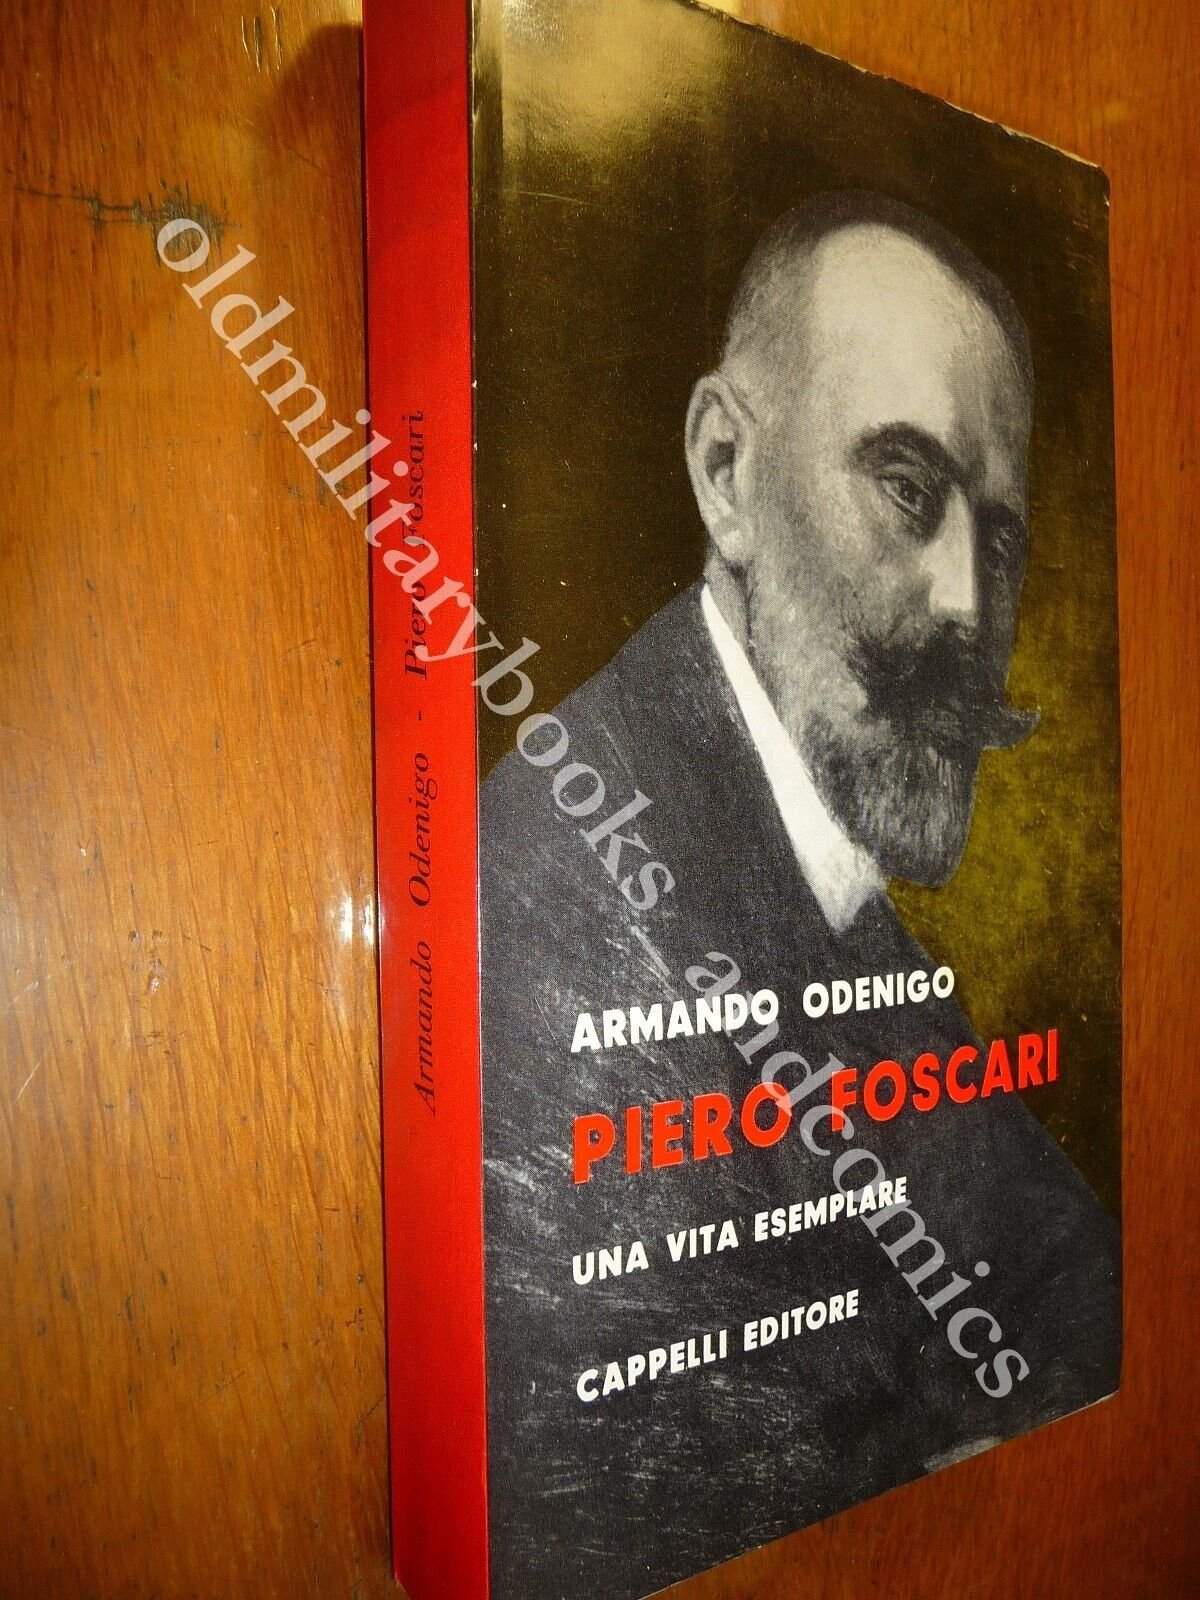 Armando Odenigo - Piero Foscari
ARMANDO ODENIGO
PIERO FOSCARI
UNA VITA ESEMPLARE
CAPPELLI EDITORE
oldmilitarybooks_andcomics